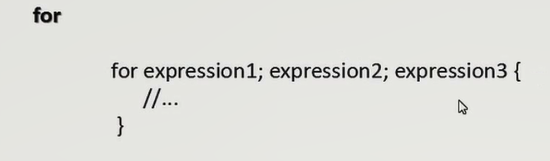 for
for expression1; expression2; expression3 {
//...
}